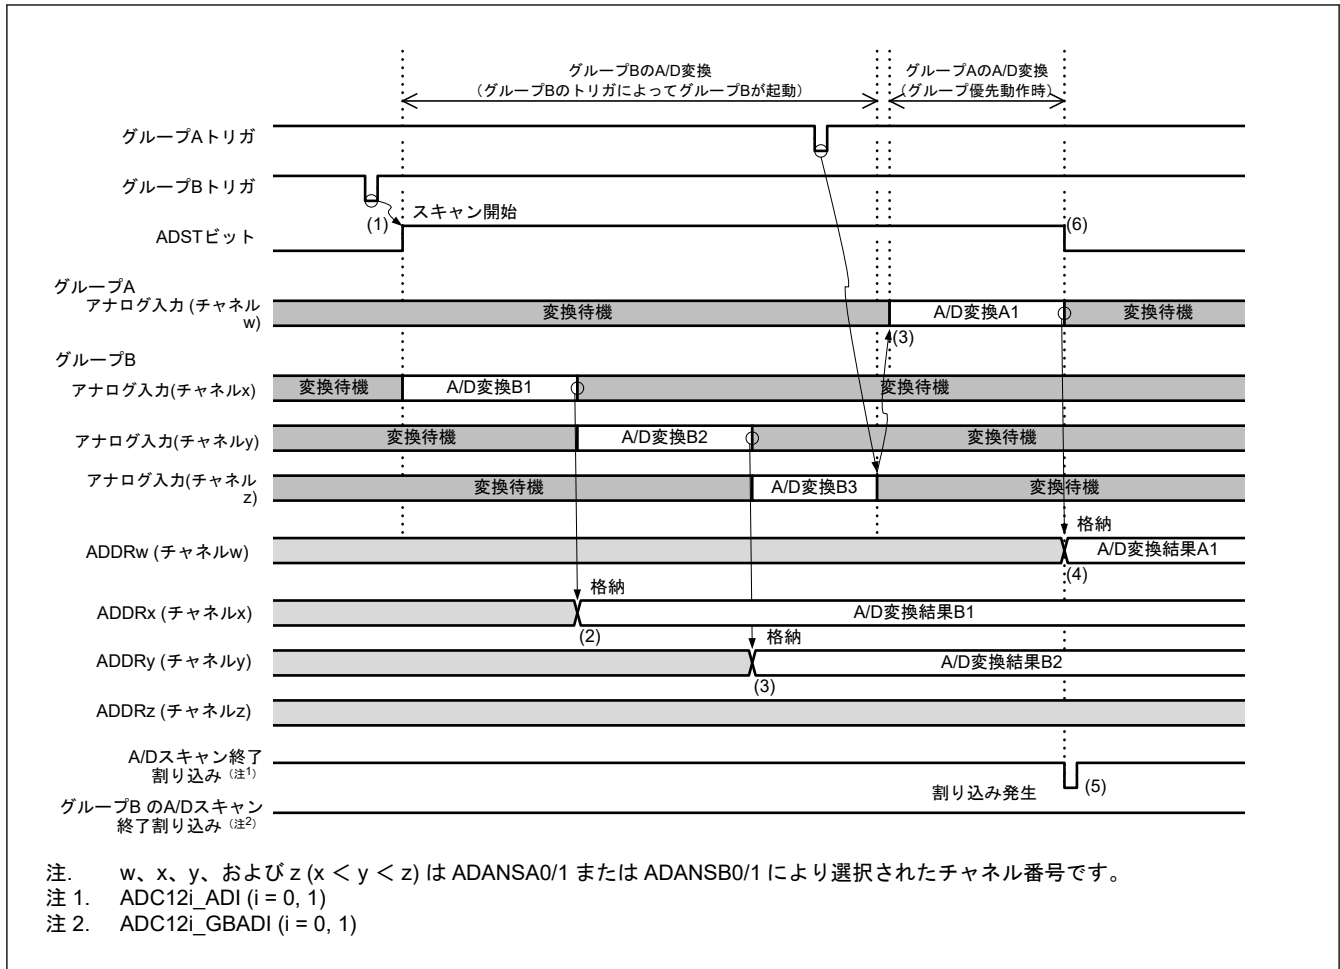 グループBのA/D変換
(グループBのトリガによってグループBが起動)
グループAのA/D変換
(グループ優先動作時)
グループAトリガ
グループBトリガ
(1)
スキャン開始
(6)
ADSTビット
グループA
アナログ入力 (チャネル
w)
変換待機
A/D変換A1
変換待機
(3)
グループB
アナログ入力(チャネルx)
変換待機
A/D変換B1
変換待機
アナログ入力(チャネルy)
変換待機
A/D変換B2
変換待機
アナログ入力(チャネル
z)
変換待機
A/D変換B3
変換待機
格納
ADDRw (チャネルw)
A/D変換結果A1
(4)
格納
ADDRx (チャネルx)
A/D変換結果B1
(2)
格納
ADDRy (チャネルy)
A/D変換結果B2
(3)
ADDRz (チャネルz)
A/Dスキャン終了
割り込み (注1)
割り込み発生
(5)
グループB のA/Dスキャン
終了割り込み (注2)
注. w、x、y、および z (x < y < z) は ADANSA0/1 または ADANSB0/1 により選択されたチャネル番号です。
注 1. ADC12i_ADI (i = 0, 1)
注 2. ADC12i_GBADI (i = 0, 1)